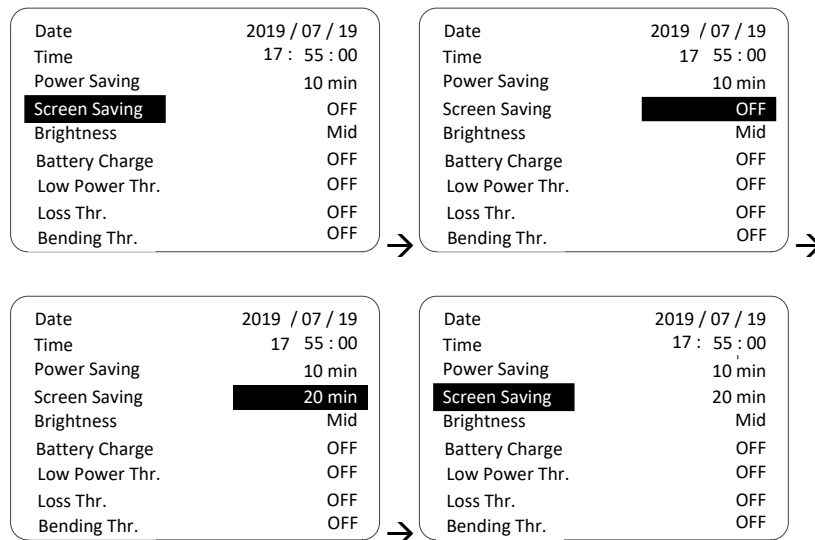 Date 2019 / 07 / 19
Time 17 : 55 : 00
Power Saving 10 min
Screen Saving OFF
Brightness Mid
Battery Charge OFF
Low Power Thr. OFF
Loss Thr. OFF
Bending Thr. OFF
→
Date 2019 / 07 / 19
Time 17 55 : 00
Power Saving 10 min
Screen Saving OFF
Brightness Mid
Battery Charge OFF
Low Power Thr. OFF
Loss Thr. OFF
Bending Thr. OFF
→
Date 2019 / 07 / 19
Time 17 55 : 00
Power Saving 10 min
Screen Saving 20 min
Brightness Mid
Battery Charge OFF
Low Power Thr. OFF
Loss Thr. OFF
Bending Thr. OFF
→
Date 2019 / 07 / 19
Time 17 : 55 : 00
Power Saving 10 min
Screen Saving 20 min
Brightness Mid
Battery Charge OFF
Low Power Thr. OFF
Loss Thr. OFF
Bending Thr. OFF